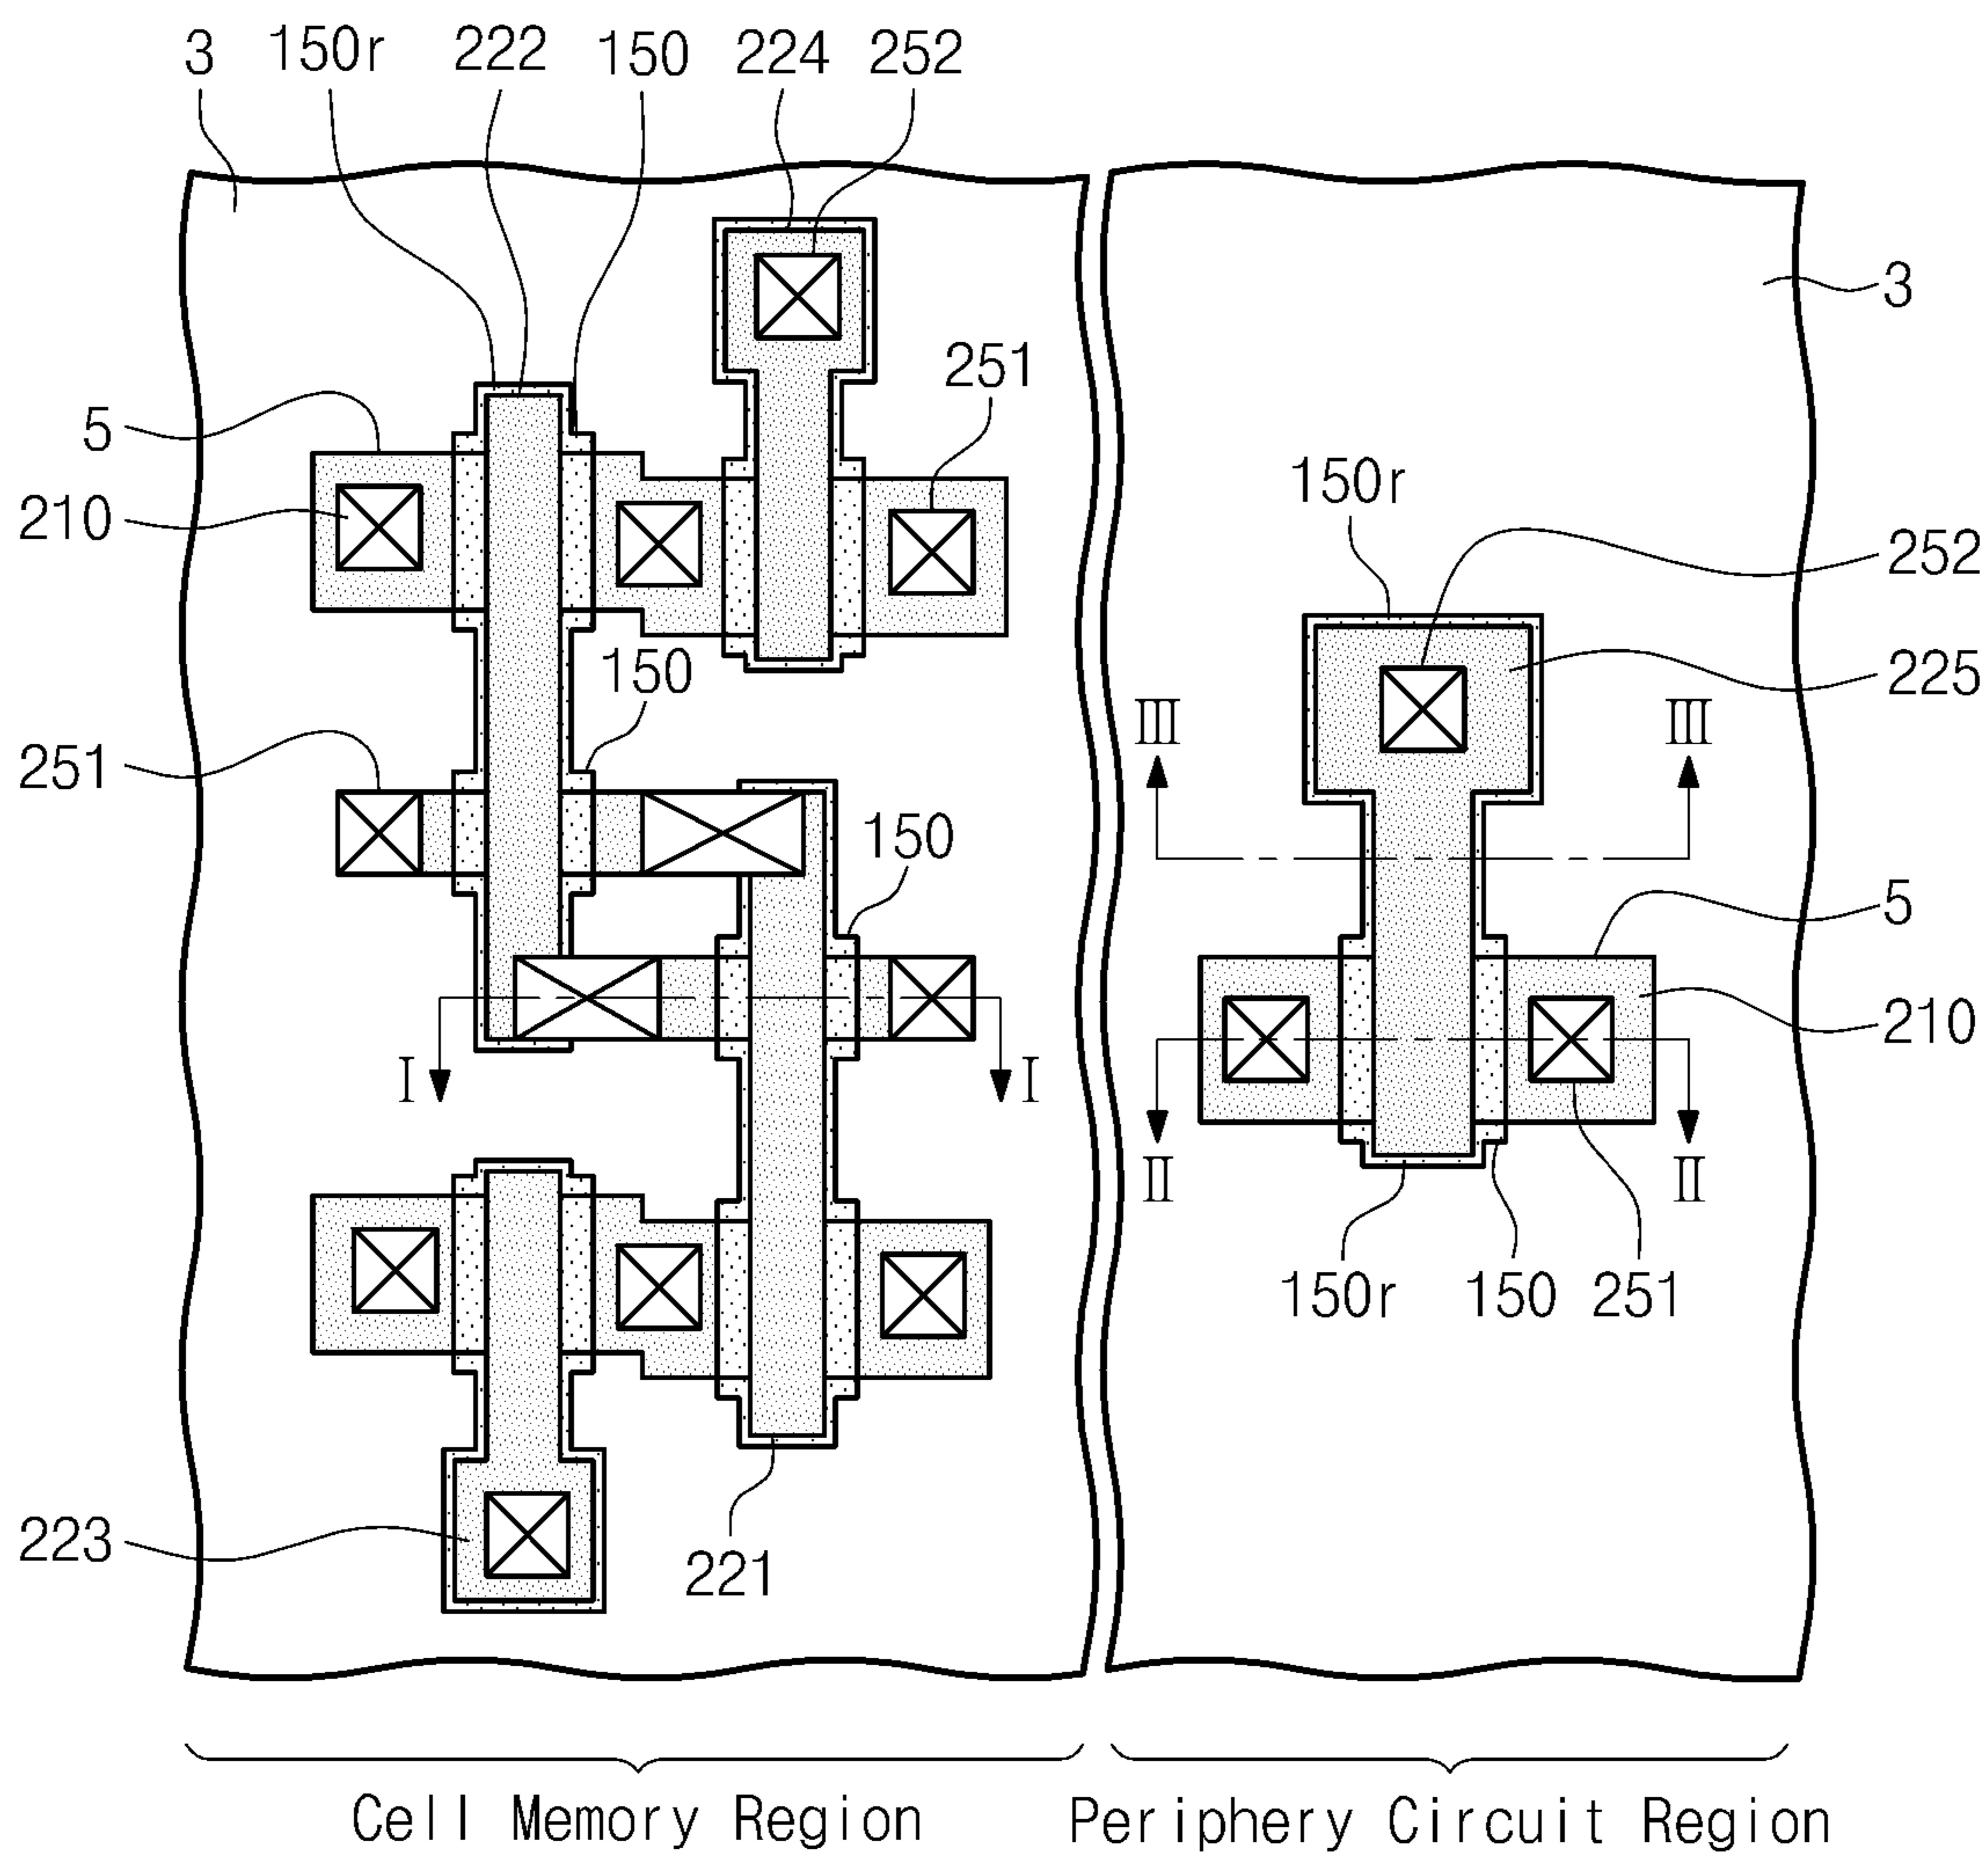 3 150r 222 150 224 252
3
251
5
150r
210
252
150
225
251
III III
150
5
210
I I
II II
150r 150 251
223
221
Cell Memory Region Periphery Circuit Region